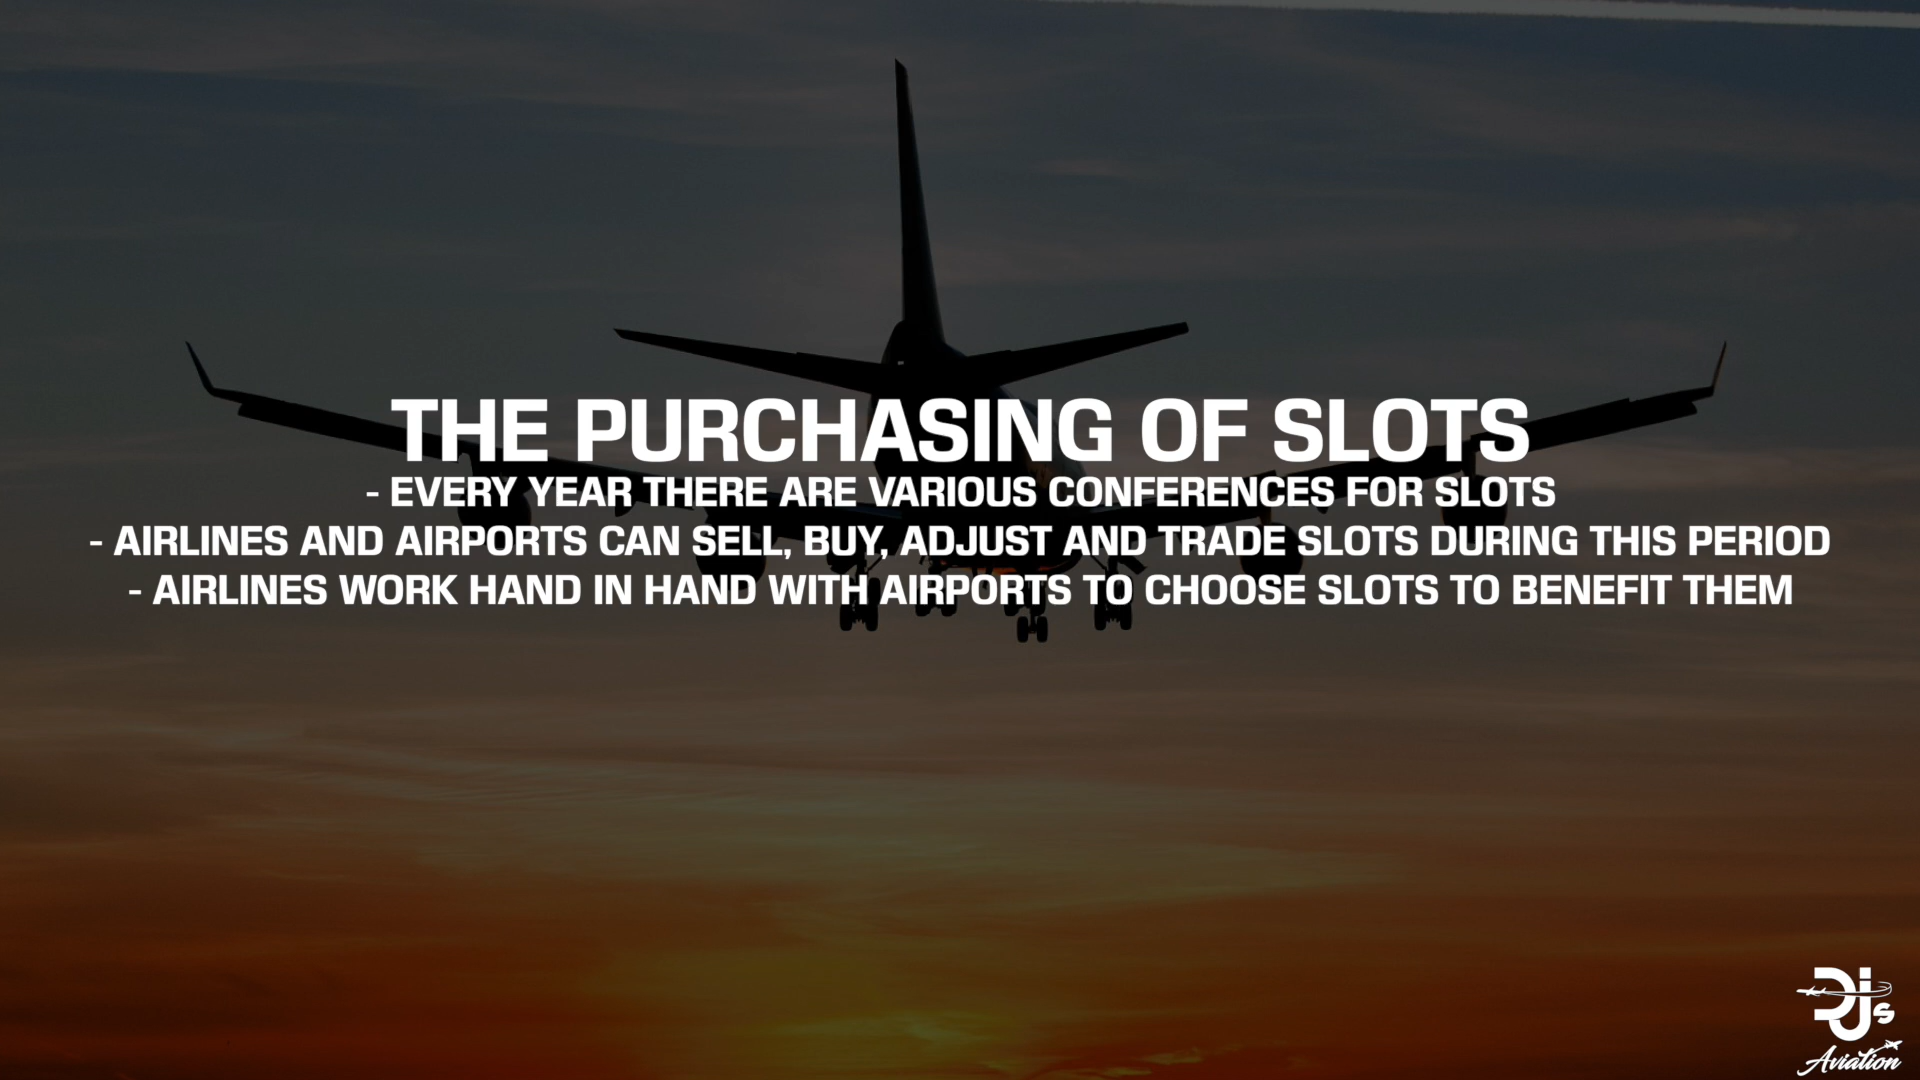 THE PURCHASING OF SLOTS
- EVERY YEAR THERE ARE VARIOUS CONFERENCES FOR SLOTS
- AIRLINES AND AIRPORTS CAN SELL, BUY, ADJUST AND TRADE SLOTS DURING THIS PERIOD
- AIRLINES WORK HAND IN HAND WITH AIRPORTS TO CHOOSE SLOTS TO BENEFIT THEM
DJs
Aviation